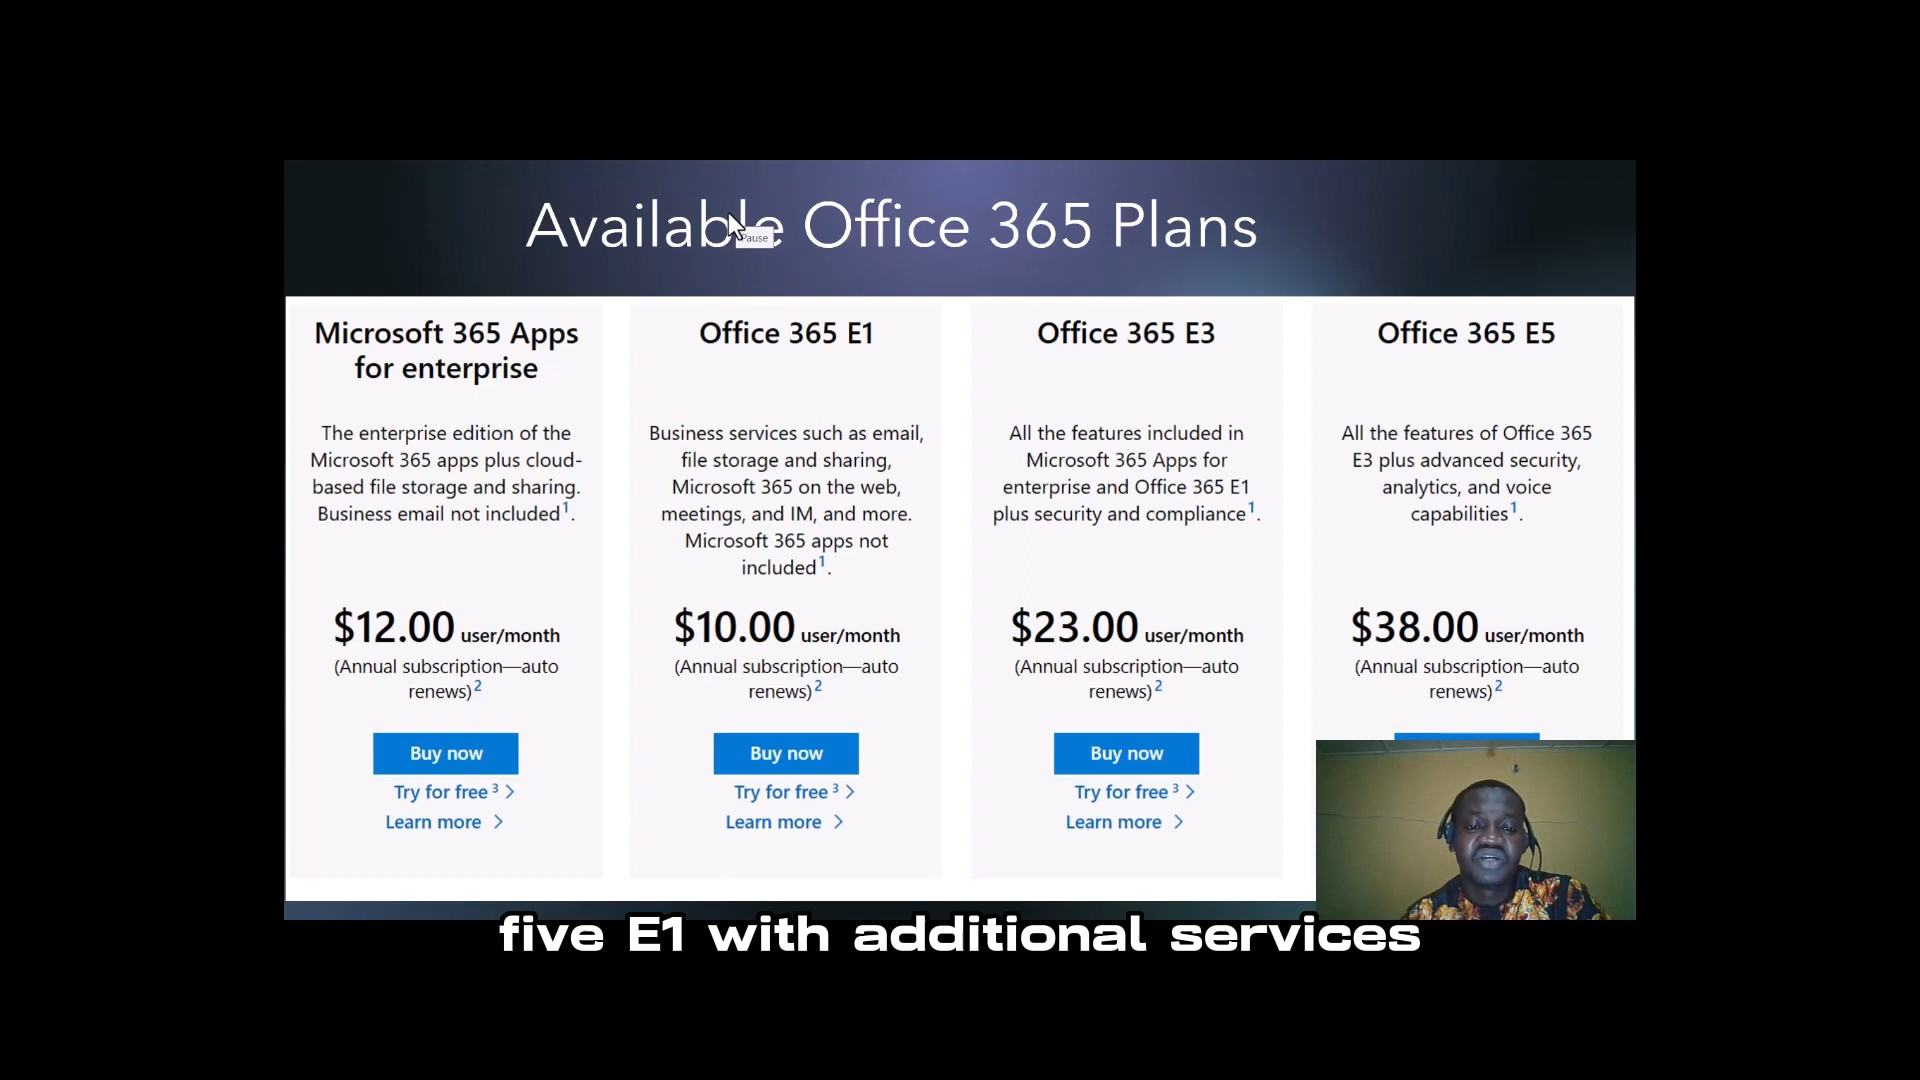 Available Office 365 Plans
Pause
Microsoft 365 Apps
for enterprise
The enterprise edition of the
Microsoft 365 apps plus cloud-
based file storage and sharing.
Business email not included1.
$12.00 user/month
(Annual subscription—auto
renews)2
Buy now
Try for free 3 >
Learn more >
Office 365 E1
Business services such as email,
file storage and sharing,
Microsoft 365 on the web,
meetings, and IM, and more.
Microsoft 365 apps not
included1.
$10.00 user/month
(Annual subscription—auto
renews)2
Buy now
Try for free 3 >
Learn more >
Office 365 E3
All the features included in
Microsoft 365 Apps for
enterprise and Office 365 E1
plus security and compliance1.
$23.00 user/month
(Annual subscription—auto
renews)2
Buy now
Try for free 3 >
Learn more >
Office 365 E5
All the features of Office 365
E3 plus advanced security,
analytics, and voice
capabilities1.
$38.00 user/month
(Annual subscription—auto
renews)2
five E1 with additional services